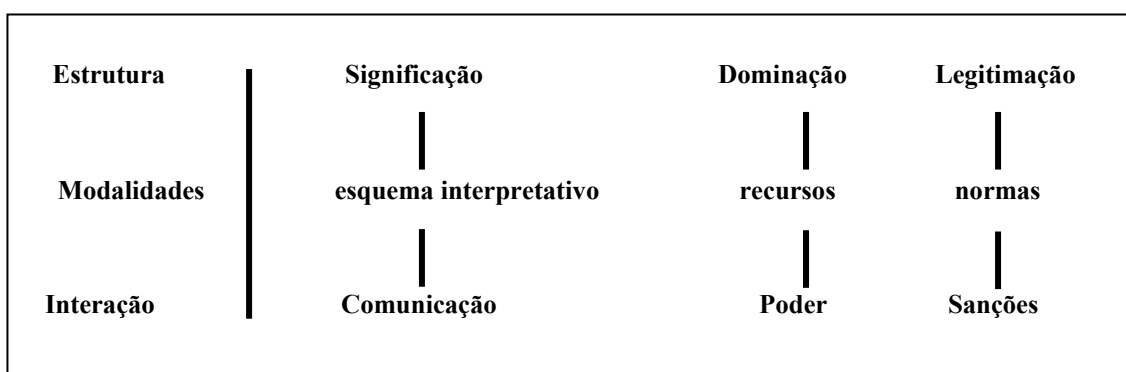 Estrutura Significação Dominação Legitimação
Modalidades esquema interpretativo recursos normas
Interação Comunicação Poder Sanções